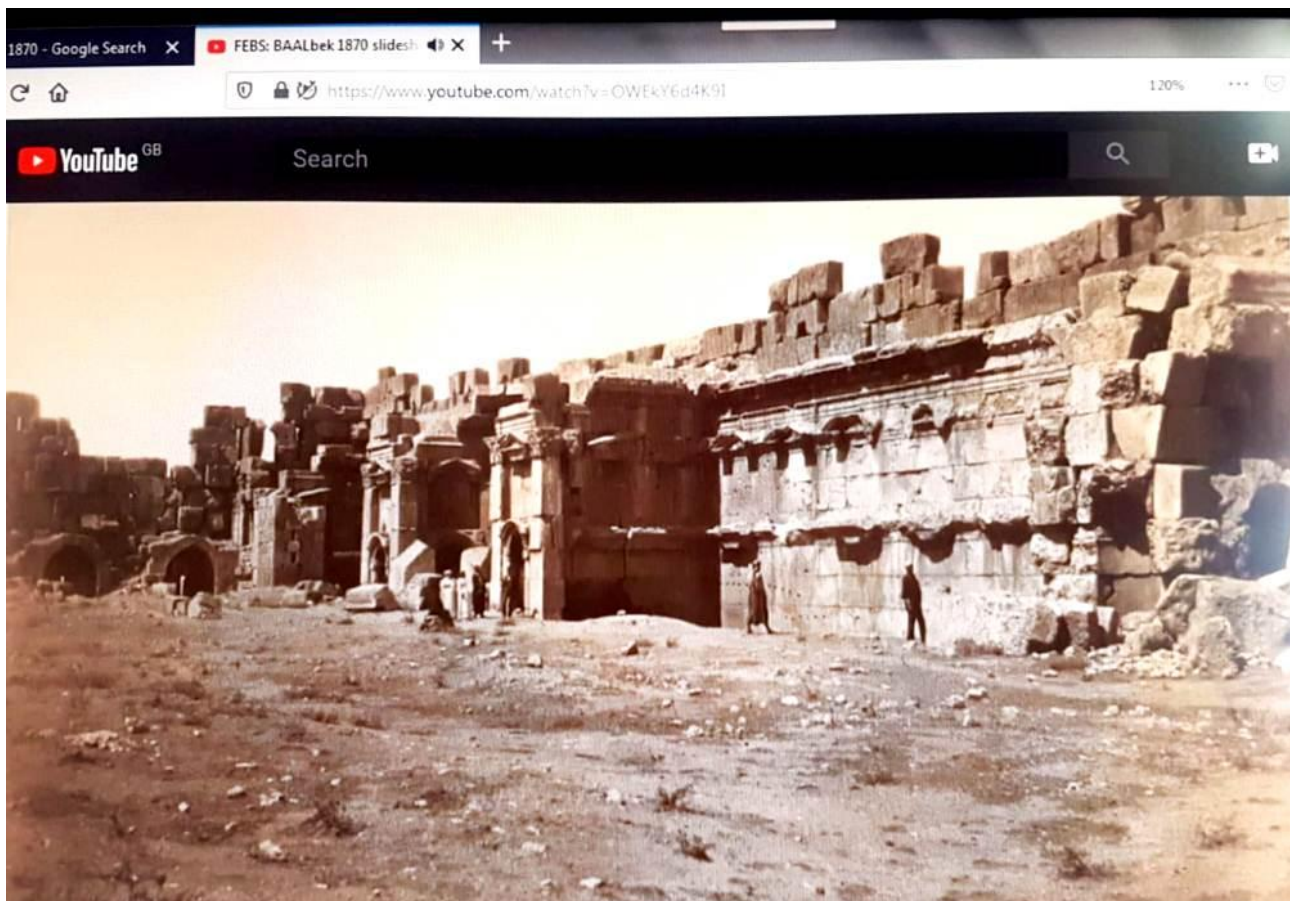 1870 - Google Search
FEBS: BAALbek 1870 slidesh
https://www.youtube.com/watch?v=OWEkY6d4K9I
120%
YouTube GB
Search